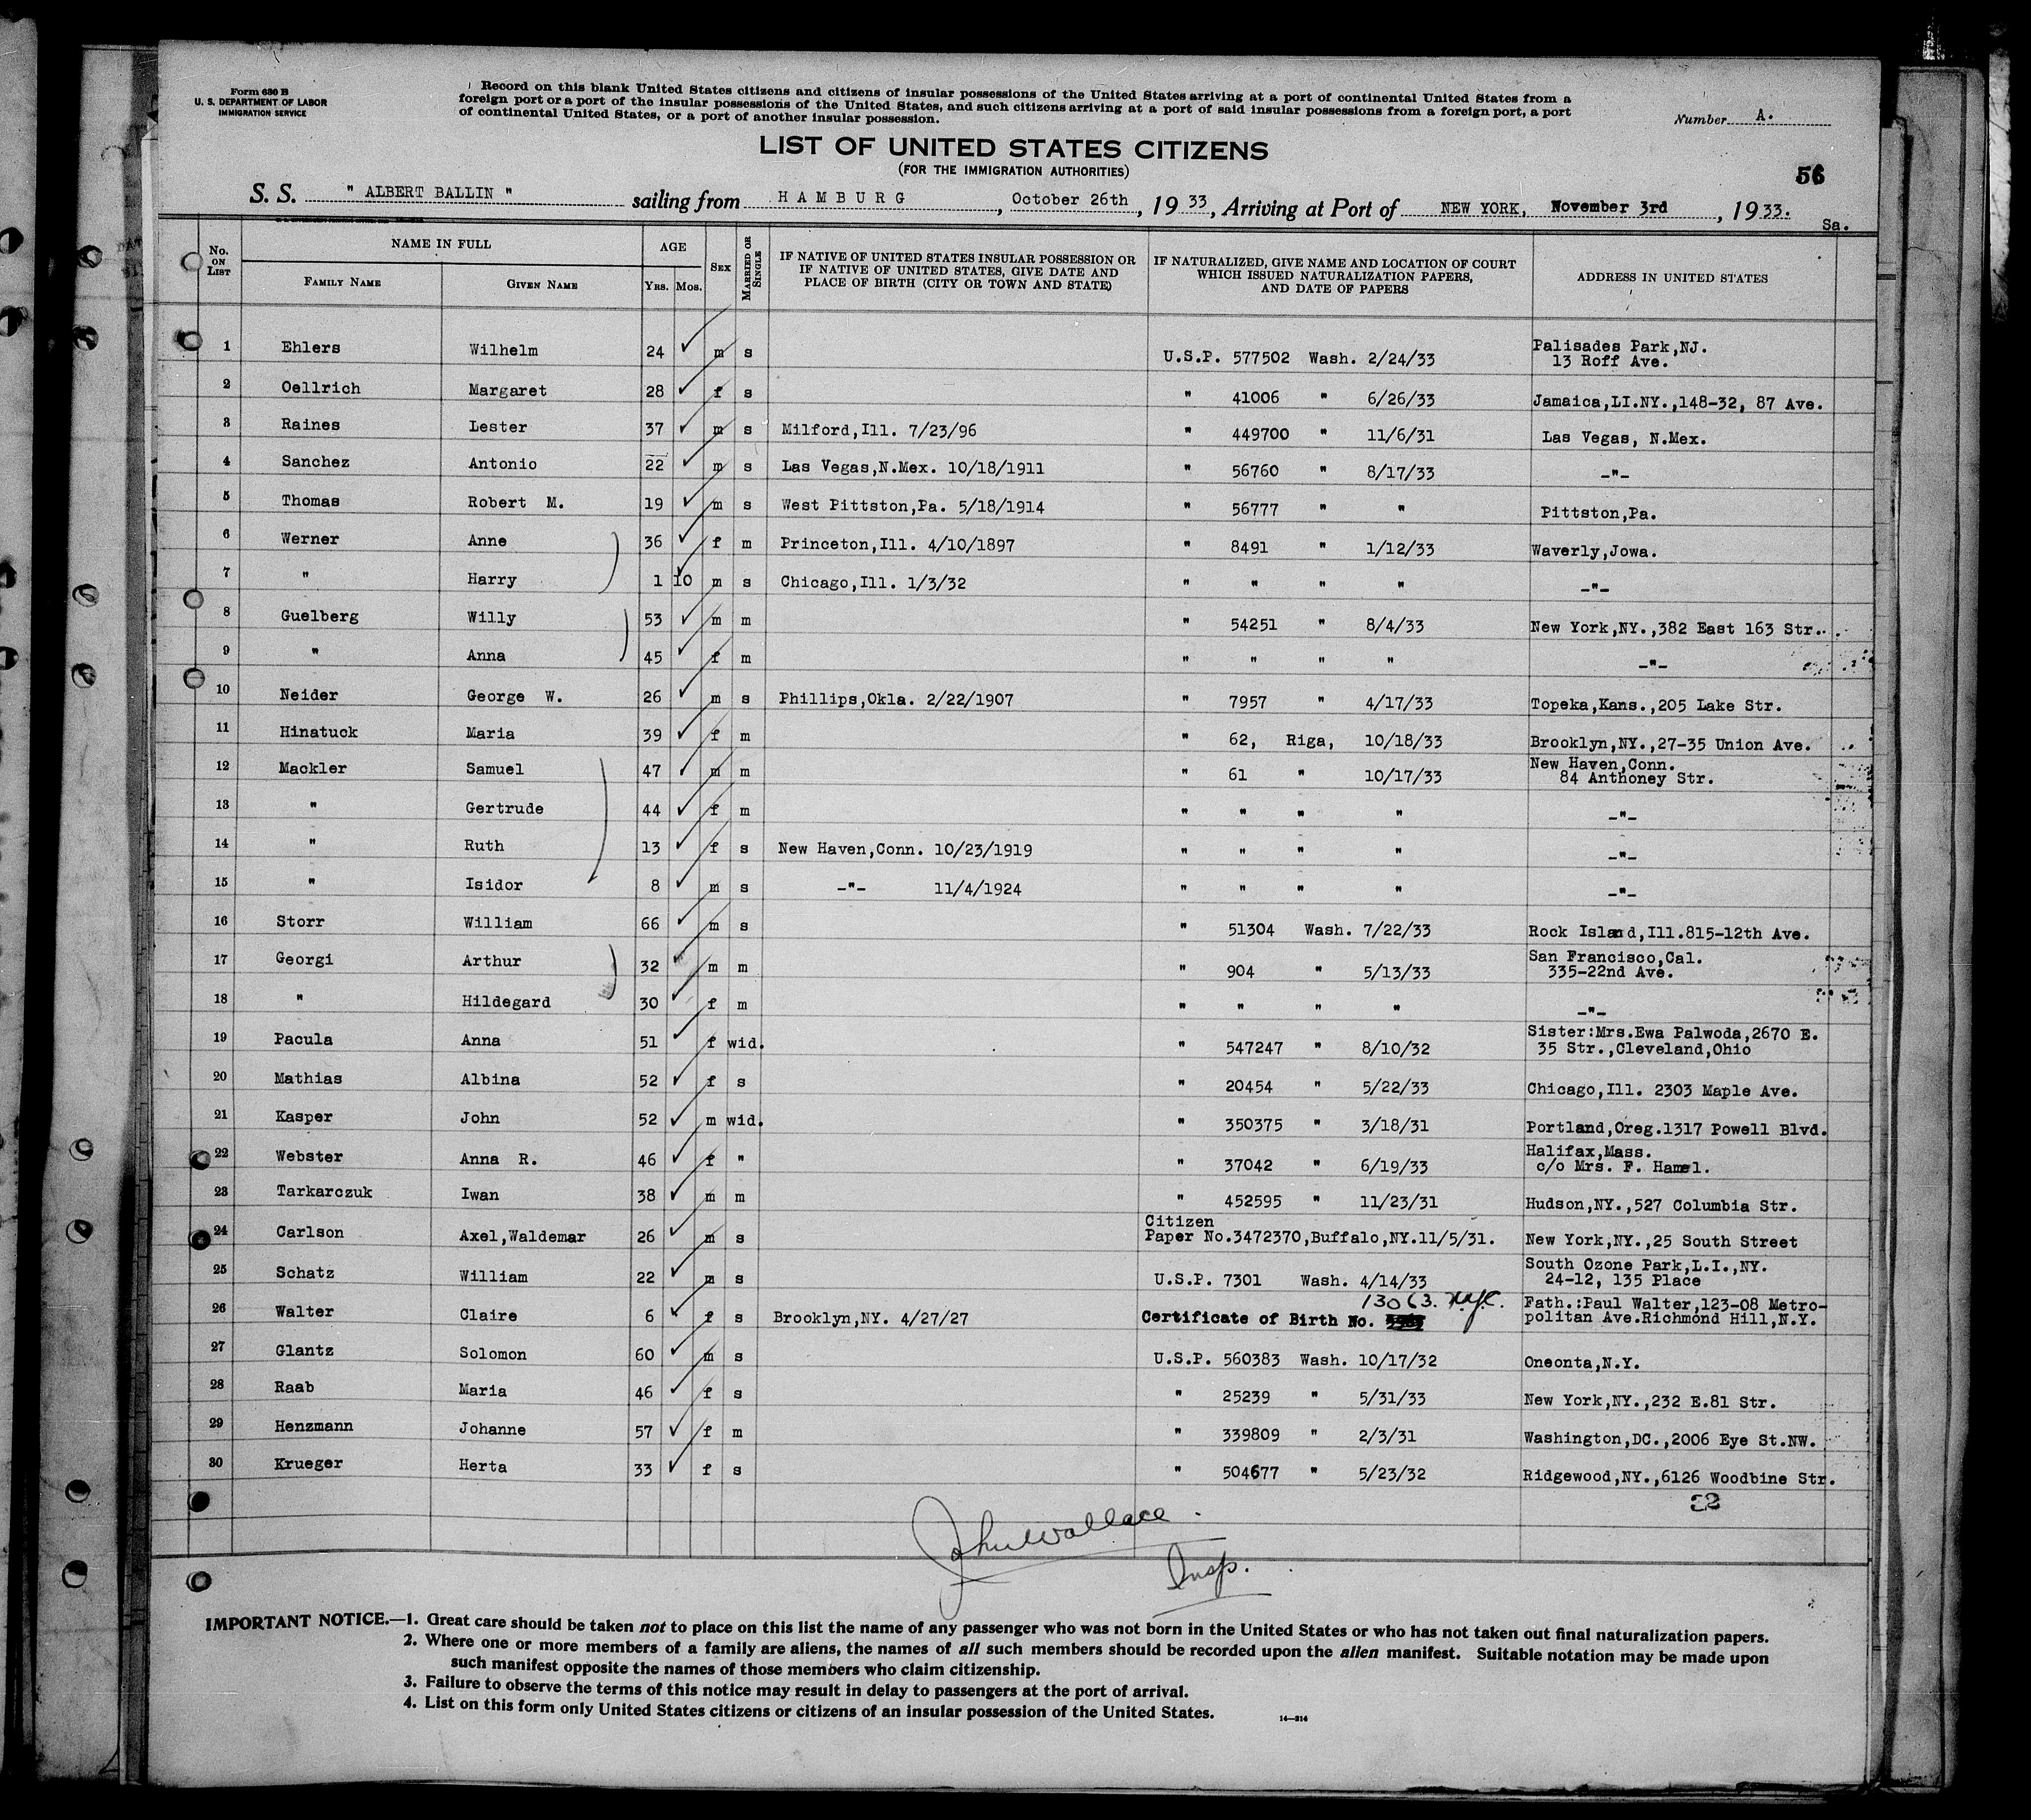 Form 630 B
U. S. DEPARTMENT OF LABOR
IMMIGRATION SERVICE
Record on this blank United States citizens and citizens of insular possessions of the United States arriving at a port of continental United States from a
foreign port or a port of the insular possessions of the United States, and such citizens arriving at a port of said insular possessions from a foreign port, a port
of continental United States, or a port of another insular possession.
Number A.
LIST OF UNITED STATES CITIZENS
(FOR THE IMMIGRATION AUTHORITIES)
56
S. S. " ALBERT BALLIN " sailing from HAMBURG, October 26th, 1933, Arriving at Port of NEW YORK, November 3rd, 1933.
Sa.
No. ON LIST NAME IN FULL AGE SEX MARRIED OR SINGLE IF NATIVE OF UNITED STATES INSULAR POSSESSION OR IF NATIVE OF UNITED STATES, GIVE DATE AND PLACE OF BIRTH (CITY OR TOWN AND STATE) IF NATURALIZED, GIVE NAME AND LOCATION OF COURT WHICH ISSUED NATURALIZATION PAPERS, AND DATE OF PAPERS ADDRESS IN UNITED STATES
FAMILY NAME GIVEN NAME YRS. MOS.
1 Ehlers Wilhelm 24 m s U.S.P. 577502 Wash. 2/24/33 Palisades Park,NJ. 13 Roff Ave.
2 Oellrich Margaret 28 f s " 41006 " 6/26/33 Jamaica,LI.NY.,148-32, 87 Ave.
3 Raines Lester 37 m s Milford,Ill. 7/23/96 " 449700 " 11/6/31 Las Vegas, N.Mex.
4 Sanchez Antonio 22 m s Las Vegas,N.Mex. 10/18/1911 " 56760 " 8/17/33 -"-
5 Thomas Robert M. 19 m s West Pittston,Pa. 5/18/1914 " 56777 " " Pittston,Pa.
6 Werner Anne 36 f m Princeton,Ill. 4/10/1897 " 8491 " 1/12/33 Waverly,Jowa.
7 " Harry 1 10 m s Chicago,Ill. 1/3/32 " " " " -"-
8 Guelberg Willy 53 m m " 54251 " 8/4/33 New York,NY.,382 East 163 Str..
9 " Anna 45 f m " " " " -"-
10 Neider George W. 26 m s Phillips,Okla. 2/22/1907 " 7957 " 4/17/33 Topeka,Kans.,205 Lake Str.
11 Hinatuck Maria 39 f m " 62, Riga, 10/18/33 Brooklyn,NY.,27-35 Union Ave.
12 Mackler Samuel 47 m m " 61 " 10/17/33 New Haven,Conn. 84 Anthoney Str.
13 " Gertrude 44 f m " " " " -"-
14 " Ruth 13 f s New Haven,Conn. 10/23/1919 " " " " -"-
15 " Isidor 8 m s -"- 11/4/1924 " " " " -"-
16 Storr William 66 m s " 51304 Wash. 7/22/33 Rock Island,Ill.815-12th Ave.
17 Georgi Arthur 32 m m " 904 " 5/13/33 San Francisco,Cal. 335-22nd Ave.
18 " Hildegard 30 f m " " " " -"-
19 Pacula Anna 51 f wid. " 547247 " 8/10/32 Sister:Mrs.Ewa Palwoda,2670 E. 35 Str.,Cleveland,Ohio
20 Mathias Albina 52 f s " 20454 " 5/22/33 Chicago,Ill. 2303 Maple Ave.
21 Kasper John 52 m wid. " 350375 " 3/18/31 Portland,Oreg.1317 Powell Blvd.
22 Webster Anna R. 46 f " " 37042 " 6/19/33 Halifax,Mass. c/o Mrs. F. Hamel.
23 Tarkarczuk Iwan 38 m m " 452595 " 11/23/31 Hudson,NY.,527 Columbia Str.
24 Carlson Axel,Waldemar 26 m s Citizen Paper No.3472370,Buffalo,NY.11/5/31. New York,NY.,25 South Street
25 Schatz William 22 m s U.S.P. 7301 Wash. 4/14/33 South Ozone Park,L.I.,NY. 24-12, 135 Place
26 Walter Claire 6 f s Brooklyn,NY. 4/27/27 Certificate of Birth No. 13063. N.Y.C. Fath.:Paul Walter,123-08 Metropolitan Ave.Richmond Hill,N.Y.
27 Glantz Solomon 60 m s U.S.P. 560383 Wash. 10/17/32 Oneonta,N.Y.
28 Raab Maria 46 f s " 25239 " 5/31/33 New York,NY.,232 E.81 Str.
29 Henzmann Johanne 57 f m " 339809 " 2/3/31 Washington,DC.,2006 Eye St.NW.
30 Krueger Herta 33 f s " 504677 " 5/23/32 Ridgewood,NY.,6126 Woodbine Str.
John Wallace
Insp.
IMPORTANT NOTICE.—1. Great care should be taken not to place on this list the name of any passenger who was not born in the United States or who has not taken out final naturalization papers.
2. Where one or more members of a family are aliens, the names of all such members should be recorded upon the alien manifest. Suitable notation may be made upon
such manifest opposite the names of those members who claim citizenship.
3. Failure to observe the terms of this notice may result in delay to passengers at the port of arrival.
4. List on this form only United States citizens or citizens of an insular possession of the United States.
14—314